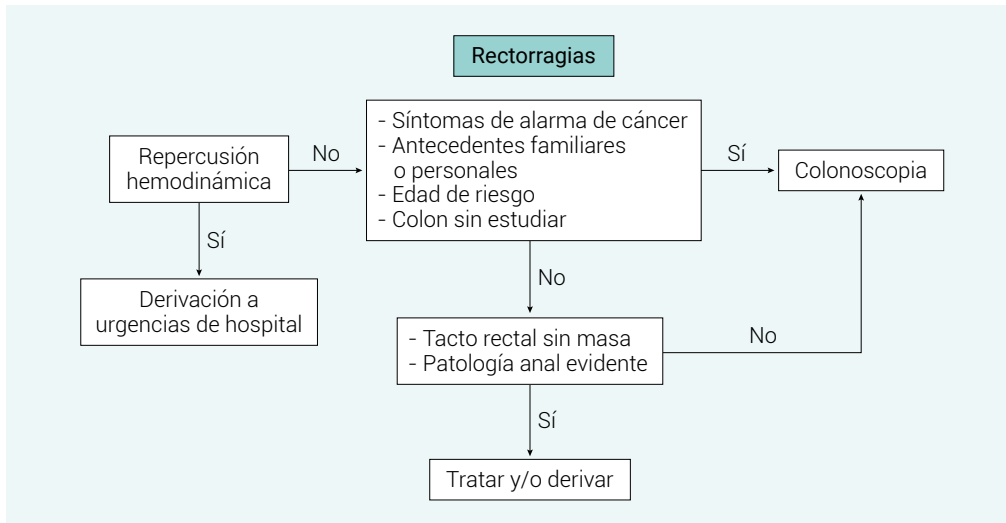 Rectorragias
Repercusión
hemodinámica
No
- Síntomas de alarma de cáncer
- Antecedentes familiares
o personales
- Edad de riesgo
- Colon sin estudiar
Sí
Colonoscopia
Sí
Derivación a
urgencias de hospital
No
- Tacto rectal sin masa
- Patología anal evidente
No
Sí
Tratar y/o derivar